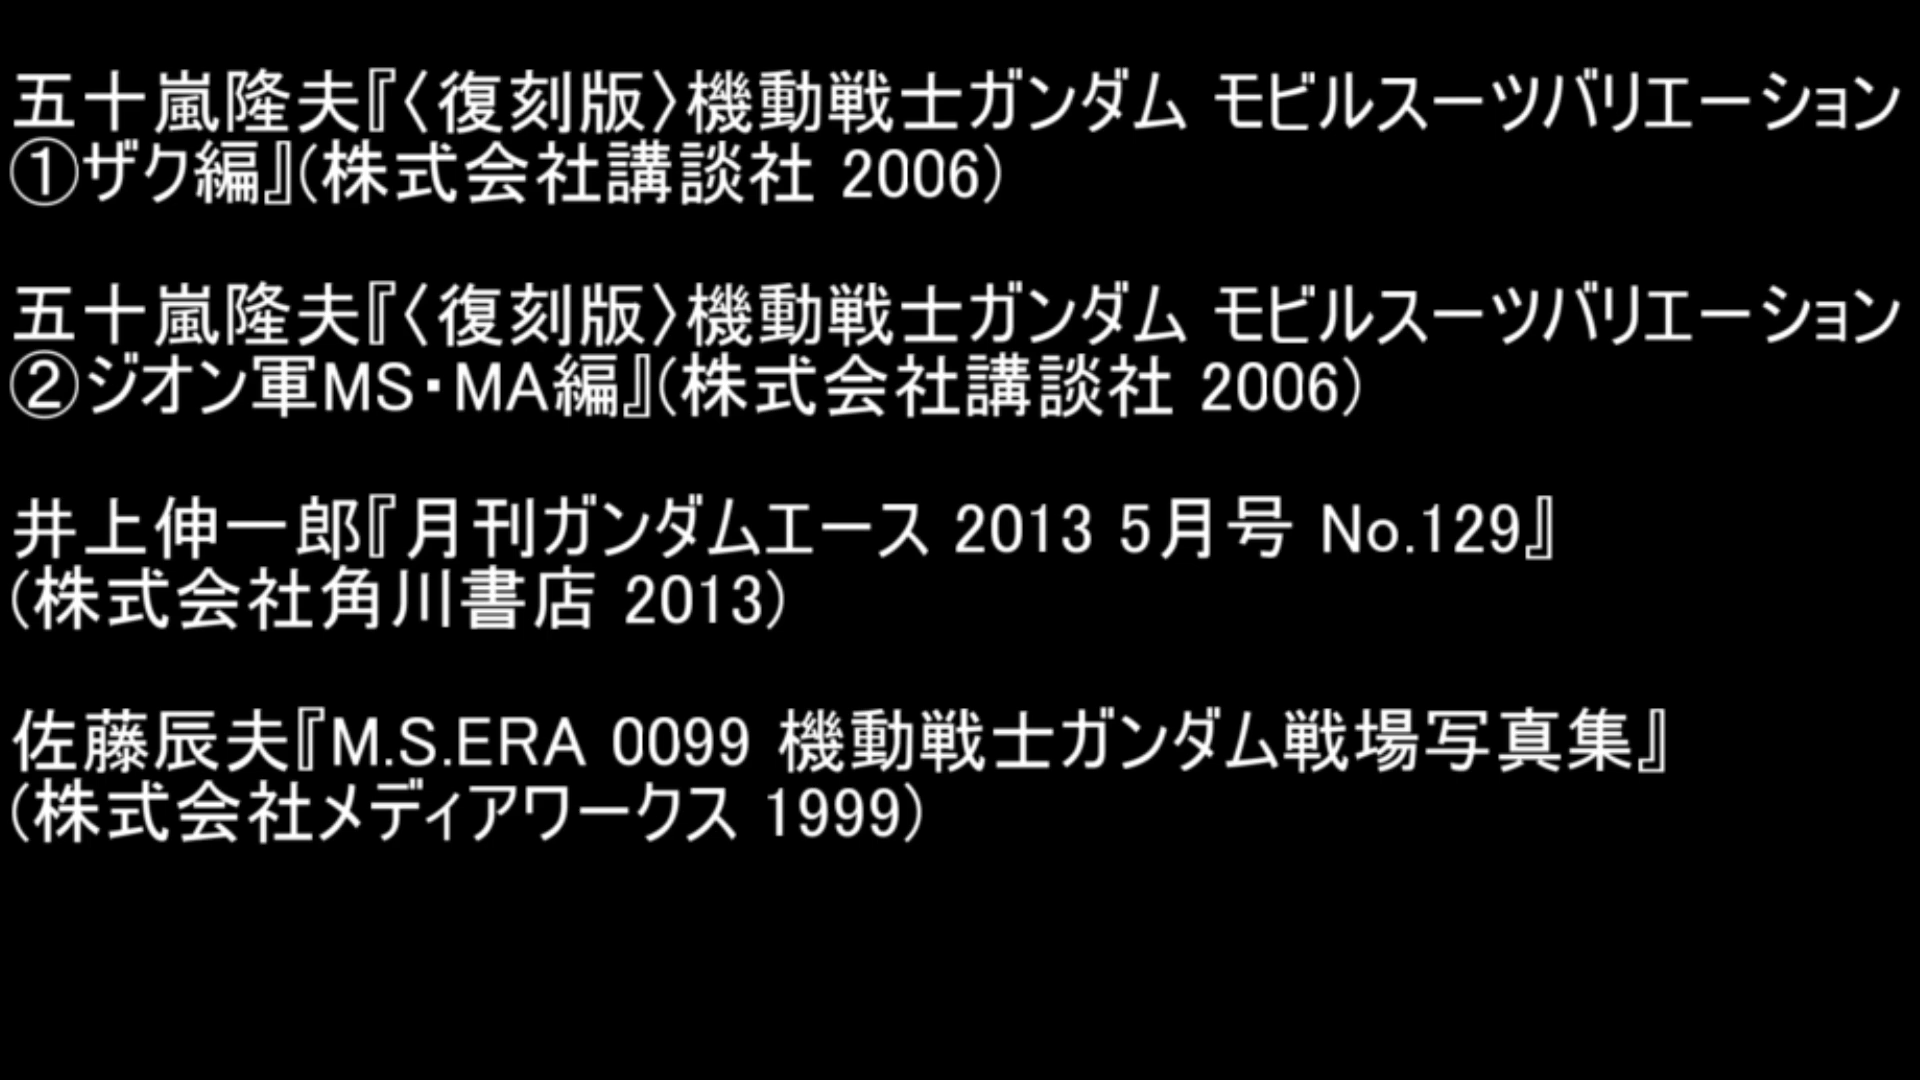 五十嵐隆夫『〈復刻版〉機動戦士ガンダム モビルスーツバリエーション
①ザク編』(株式会社講談社 2006)
五十嵐隆夫『〈復刻版〉機動戦士ガンダム モビルスーツバリエーション
②ジオン軍MS・MA編』(株式会社講談社 2006)
井上伸一郎『月刊ガンダムエース 2013 5月号 No.129』
(株式会社角川書店 2013)
佐藤辰夫『M.S.ERA 0099 機動戦士ガンダム戦場写真集』
(株式会社メディアワークス 1999)